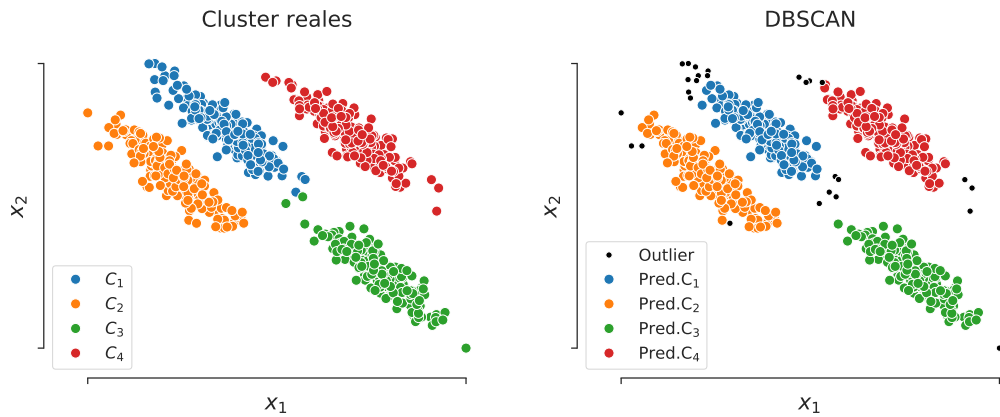 Cluster reales
x₂
C₁
C₂
C₃
C₄
x₁
DBSCAN
x₂
Outlier
Pred.C₁
Pred.C₂
Pred.C₃
Pred.C₄
x₁